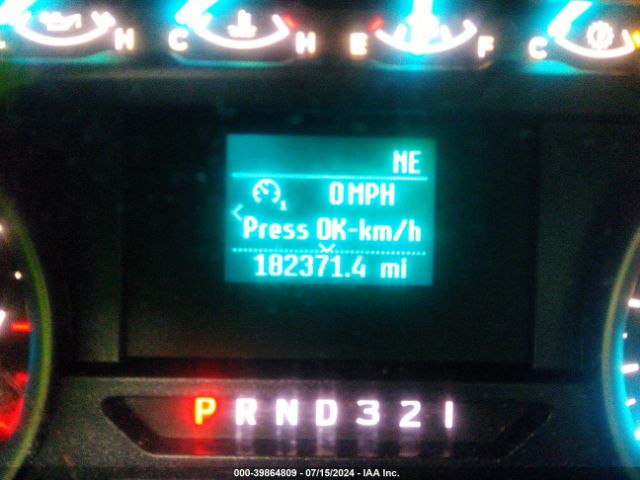 L H C H E F C
NE
0 MPH
1
Press OK-km/h
182371.4 mi
P R N D 3 2 1
000-39864809 - 07/15/2024 - IAA Inc.